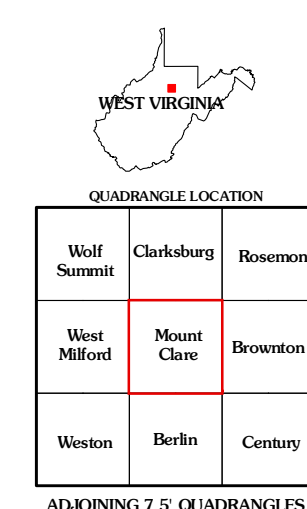 WEST VIRGINIA
QUADRANGLE LOCATION
Wolf
Summit
Clarksburg
Rosemon
West
Milford
Mount
Clare
Brownton
Weston
Berlin
Century
ADJOINING 7.5' QUADRANGLES